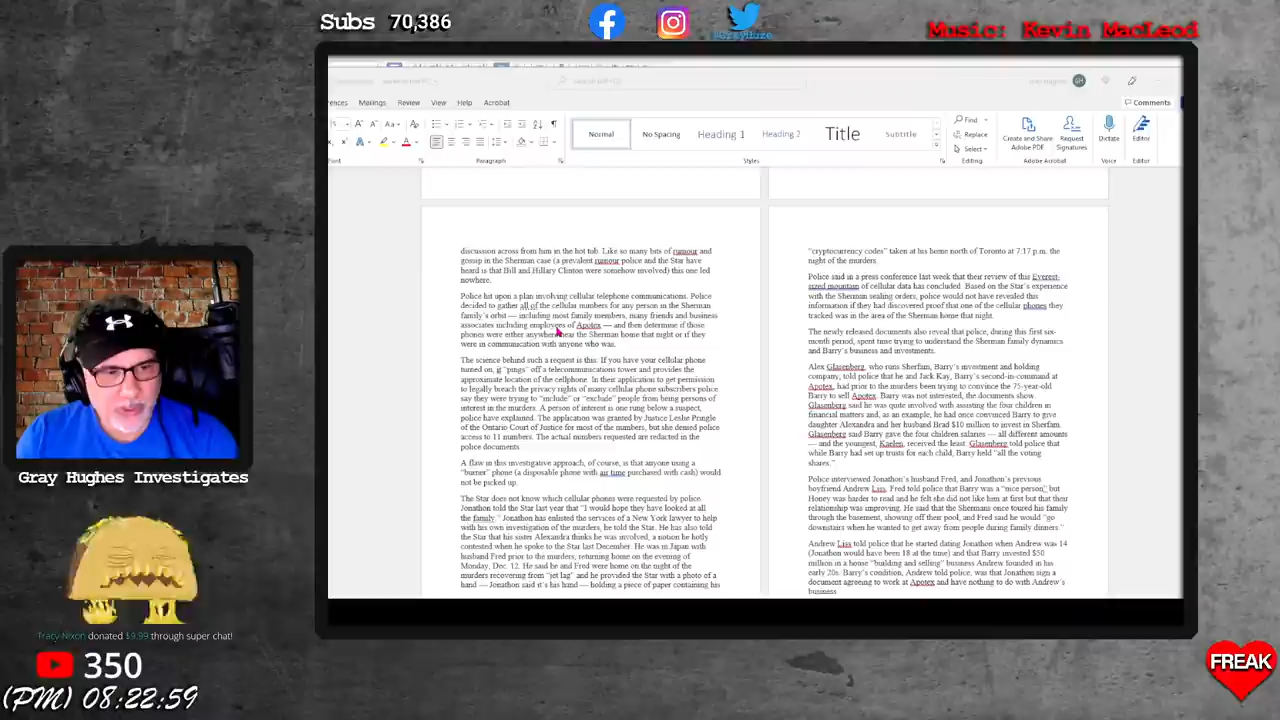 Subs 70,386
Music: Kevin MacLeod
Mailings Review View Help Acrobat
Comments
Normal No Spacing Heading 1 Heading 2 Title Subtitle
Find
Replace
Select
Create and Share Adobe PDF
Request Signatures
Dictate
Editor
Paragraph
Styles
Editing
Adobe Acrobat
Voice
Editor
discussion across from him in the hot tub. Like so many bits of rumour and
gossip in the Sherman case (a prevalent rumour police and the Star have
heard is that Bill and Hillary Clinton were somehow involved) this one led
nowhere.
Police hit upon a plan involving cellular telephone communications. Police
decided to gather all of the cellular numbers for any person in the Sherman
family's orbit — including most family members, many friends and business
associates including employees of Apotex — and then determine if those
phones were either anywhere near the Sherman home that night or if they
were in communication with anyone who was.
The science behind such a request is this: If you have your cellular phone
turned on, it "pings" off a telecommunications tower and provides the
approximate location of the cellphone. In their application to get permission
to legally breach the privacy rights of many cellular phone subscribers police
say they were trying to "include" or "exclude" people from being persons of
interest in the murders. A person of interest is one rung below a suspect,
police have explained. The application was granted by Justice Leslie Pringle
of the Ontario Court of Justice for most of the numbers, but she denied police
access to 11 numbers. The actual numbers requested are redacted in the
police documents.
A flaw in this investigative approach, of course, is that anyone using a
"burner" phone (a disposable phone with air time purchased with cash) would
not be picked up.
The Star does not know which cellular phones were requested by police.
Jonathon told the Star last year that "I would hope they have looked at all
the family." Jonathon has enlisted the services of a New York lawyer to help
with his own investigation of the murders, he told the Star. He has also told
the Star that his sister Alexandra thinks he was involved, a notion he hotly
contested when he spoke to the Star last December. He was in Japan with
husband Fred prior to the murders, returning home on the evening of
Monday, Dec. 12. He said he and Fred were home on the night of the
murders recovering from "jet lag" and he provided the Star with a photo of a
hand — Jonathon said it's his hand — holding a piece of paper containing his
"cryptocurrency codes" taken at his home north of Toronto at 7:17 p.m. the
night of the murders.
Police said in a press conference last week that their review of this Everest-
sized mountain of cellular data has concluded. Based on the Star's experience
with the Sherman sealing orders, police would not have revealed this
information if they had discovered proof that one of the cellular phones they
tracked was in the area of the Sherman home that night.
The newly released documents also reveal that police, during this first six-
month period, spent time trying to understand the Sherman family dynamics
and Barry's business and investments.
Alex Glasenberg, who runs Sherfam, Barry's investment and holding
company, told police that he and Jack Kay, Barry's second-in-command at
Apotex, had prior to the murders been trying to convince the 75-year-old
Barry to sell Apotex. Barry was not interested, the documents show.
Glasenberg said he was quite involved with assisting the four children in
financial matters and, as an example, he had once convinced Barry to give
daughter Alexandra and her husband Brad $10 million to invest in Sherfam.
Glasenberg said Barry gave the four children salaries — all different amounts
— and the youngest, Kaelen, received the least. Glasenberg told police that
while Barry had set up trusts for each child, Barry held "all the voting
shares."
Police interviewed Jonathon's husband Fred, and Jonathon's previous
boyfriend Andrew Liss. Fred told police that Barry was a "nice person" but
Honey was harder to read and he felt she did not like him at first but that their
relationship was improving. He said that the Shermans once toured his family
through the basement, showing off their pool, and Fred said he would "go
downstairs when he needed to get away from people during family dinners."
Andrew Liss told police that he started dating Jonathon when Andrew was 14
(Jonathon would have been 18 at the time) and that Barry invested $50
million in a house "building and selling" business Andrew founded in his
early 20s. Barry's condition, Andrew told police, was that Jonathon sign a
document agreeing to work at Apotex and have nothing to do with Andrew's
business.
Gray Hughes Investigates
Tracy Nixon donated $9.99 through super chat!
350
(PM) 08:22:59
FREAK